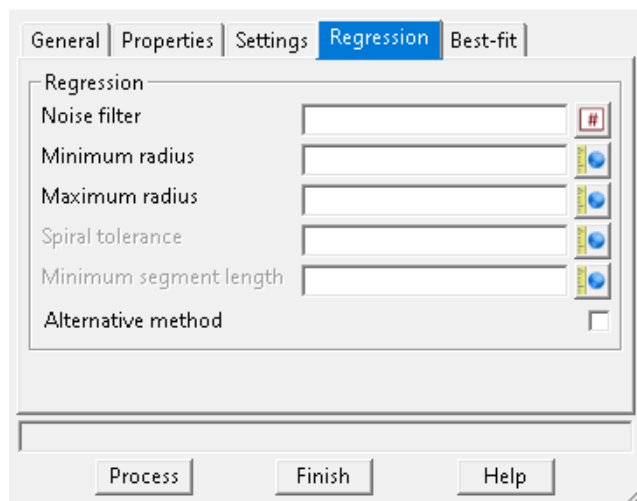 General Properties Settings Regression Best-fit
Regression
Noise filter #
Minimum radius
Maximum radius
Spiral tolerance
Minimum segment length
Alternative method
Process Finish Help